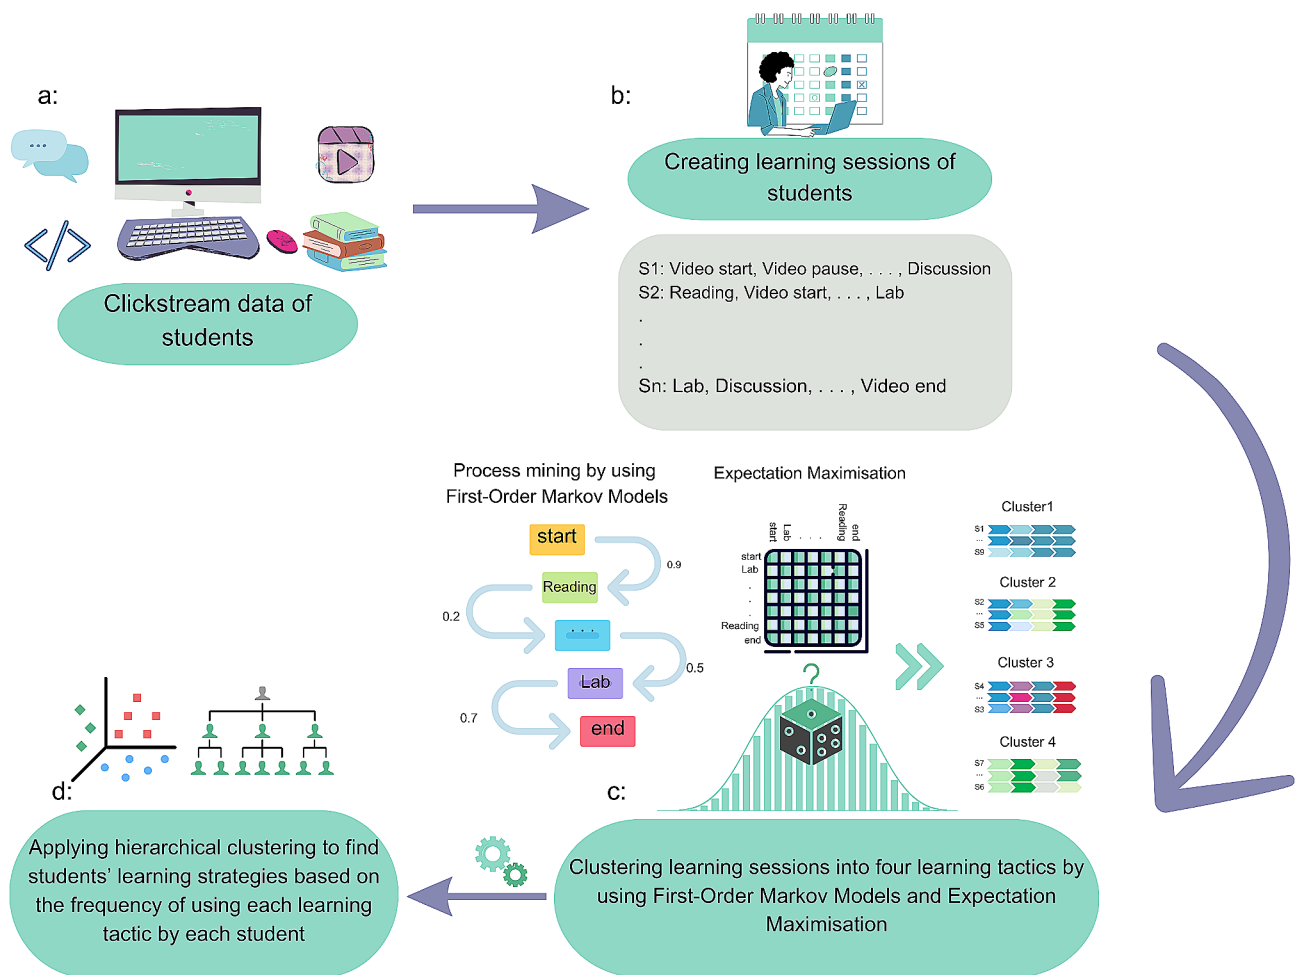 a:
Clickstream data of
students
b:
Creating learning sessions of
students
S1: Video start, Video pause, . . . , Discussion
S2: Reading, Video start, . . . , Lab
.
.
.
Sn: Lab, Discussion, . . . , Video end
Process mining by using
First-Order Markov Models
start
0.9
Reading
0.2
. . .
0.5
Lab
0.7
end
Expectation Maximisation
start
Lab
. . .
Reading
end
start
Lab
.
.
.
Reading
end
?
Cluster1
S1
...
S9
Cluster 2
S2
...
S5
Cluster 3
S4
...
S3
Cluster 4
S7
...
S6
c:
Clustering learning sessions into four learning tactics by
using First-Order Markov Models and Expectation
Maximisation
d:
Applying hierarchical clustering to find
students’ learning strategies based on
the frequency of using each learning
tactic by each student